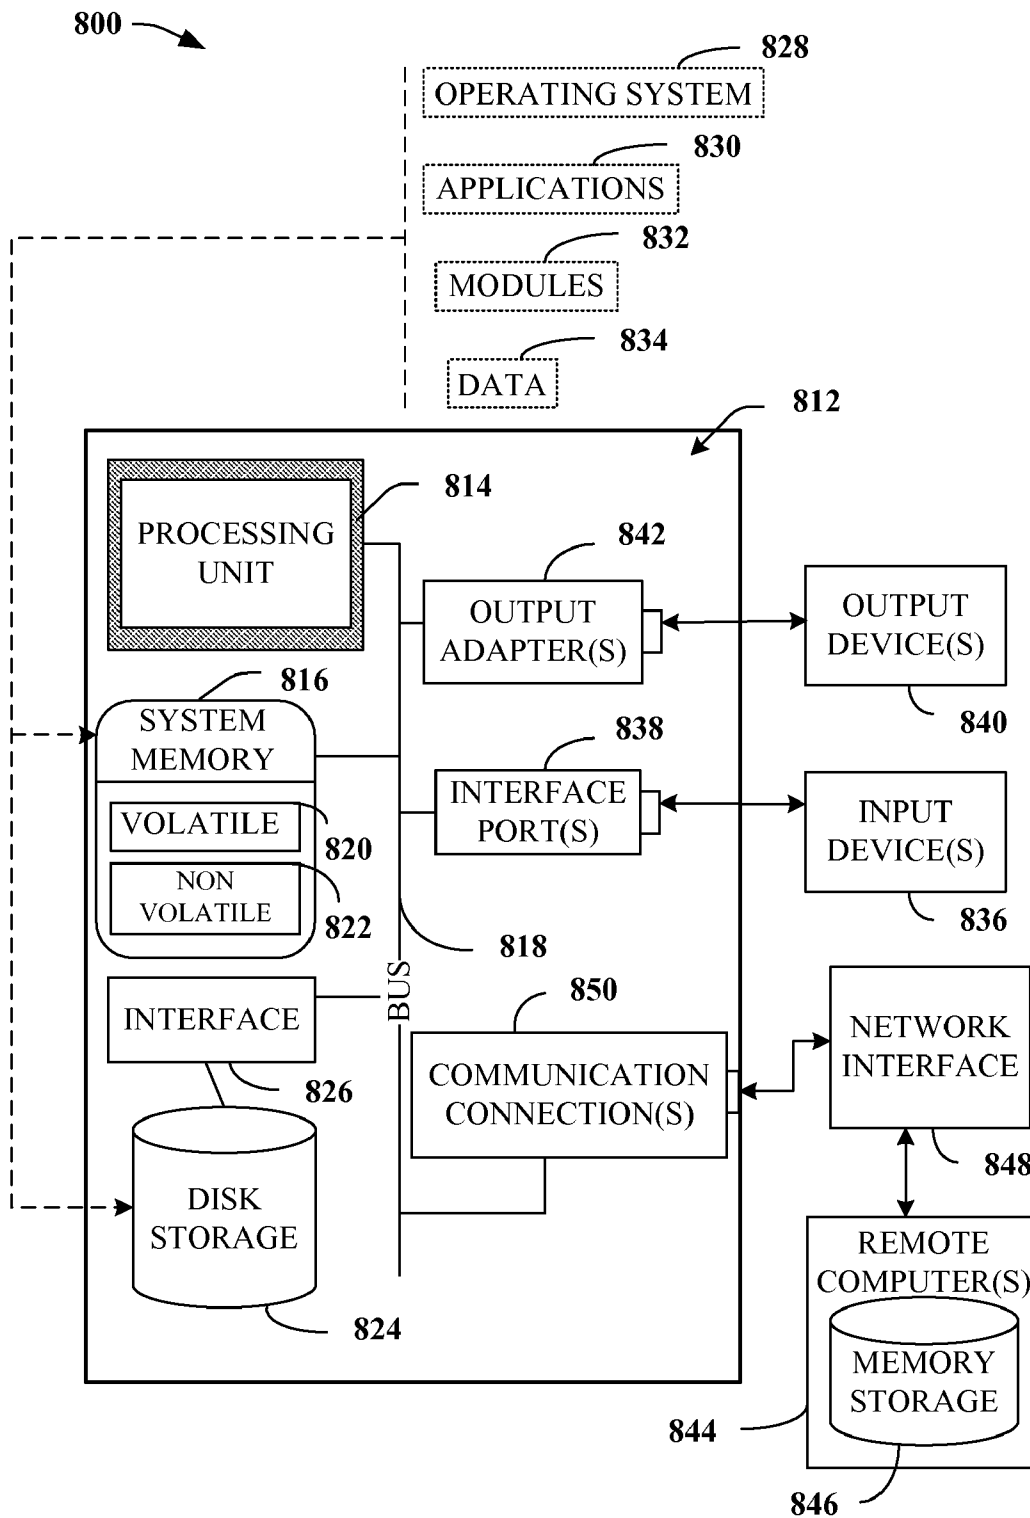 800
828
OPERATING SYSTEM
830
APPLICATIONS
832
MODULES
834
DATA
812
814
PROCESSING
UNIT
842
OUTPUT
ADAPTER(S)
OUTPUT
DEVICE(S)
840
816
SYSTEM
MEMORY
838
INTERFACE
PORT(S)
INPUT
DEVICE(S)
836
VOLATILE
820
NON
VOLATILE
822
818
BUS
INTERFACE
826
850
COMMUNICATION
CONNECTION(S)
NETWORK
INTERFACE
848
DISK
STORAGE
824
REMOTE
COMPUTER(S)
MEMORY
STORAGE
844
846